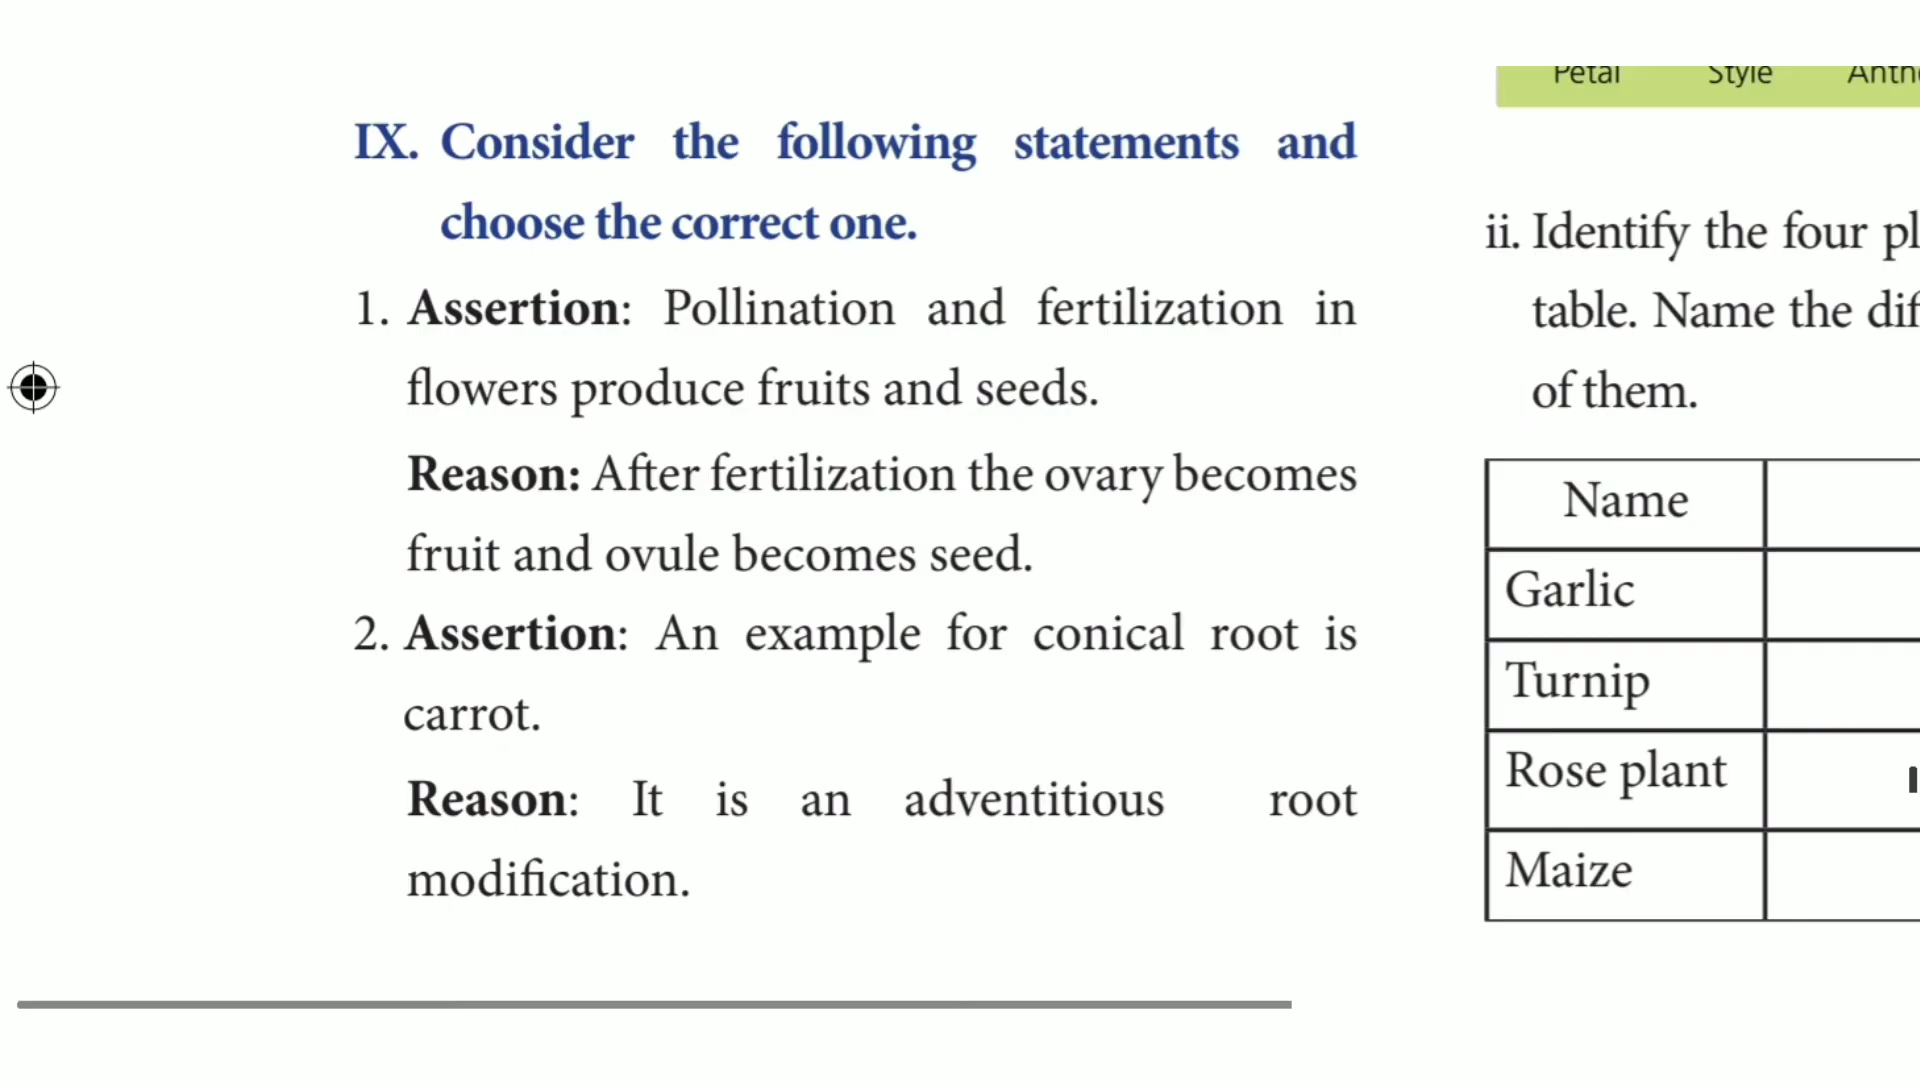 IX. Consider the following statements and
choose the correct one.
1. Assertion: Pollination and fertilization in
flowers produce fruits and seeds.
Reason: After fertilization the ovary becomes
fruit and ovule becomes seed.
2. Assertion: An example for conical root is
carrot.
Reason: It is an adventitious root
modification.
Petal Style
ii. Identify the four
table. Name the
of them.
Name
Garlic
Turnip
Rose plant
Maize